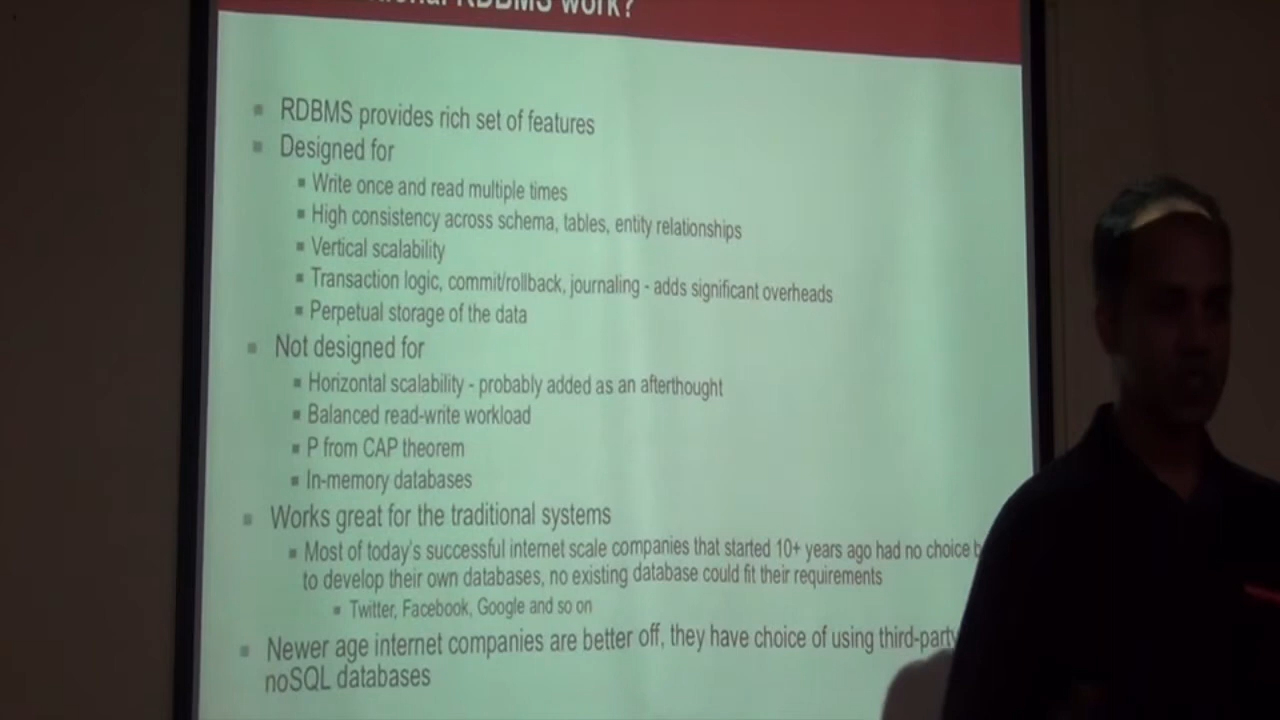 RDBMS work?
RDBMS provides rich set of features
Designed for
Write once and read multiple times
High consistency across schema, tables, entity relationships
Vertical scalability
Transaction logic, commit/rollback, journaling - adds significant overheads
Perpetual storage of the data
Not designed for
Horizontal scalability - probably added as an afterthought
Balanced read-write workload
P from CAP theorem
In-memory databases
Works great for the traditional systems
Most of today's successful internet scale companies that started 10+ years ago had no choice
to develop their own databases, no existing database could fit their requirements
Twitter, Facebook, Google and so on
Newer age internet companies are better off, they have choice of using third-party
noSQL databases